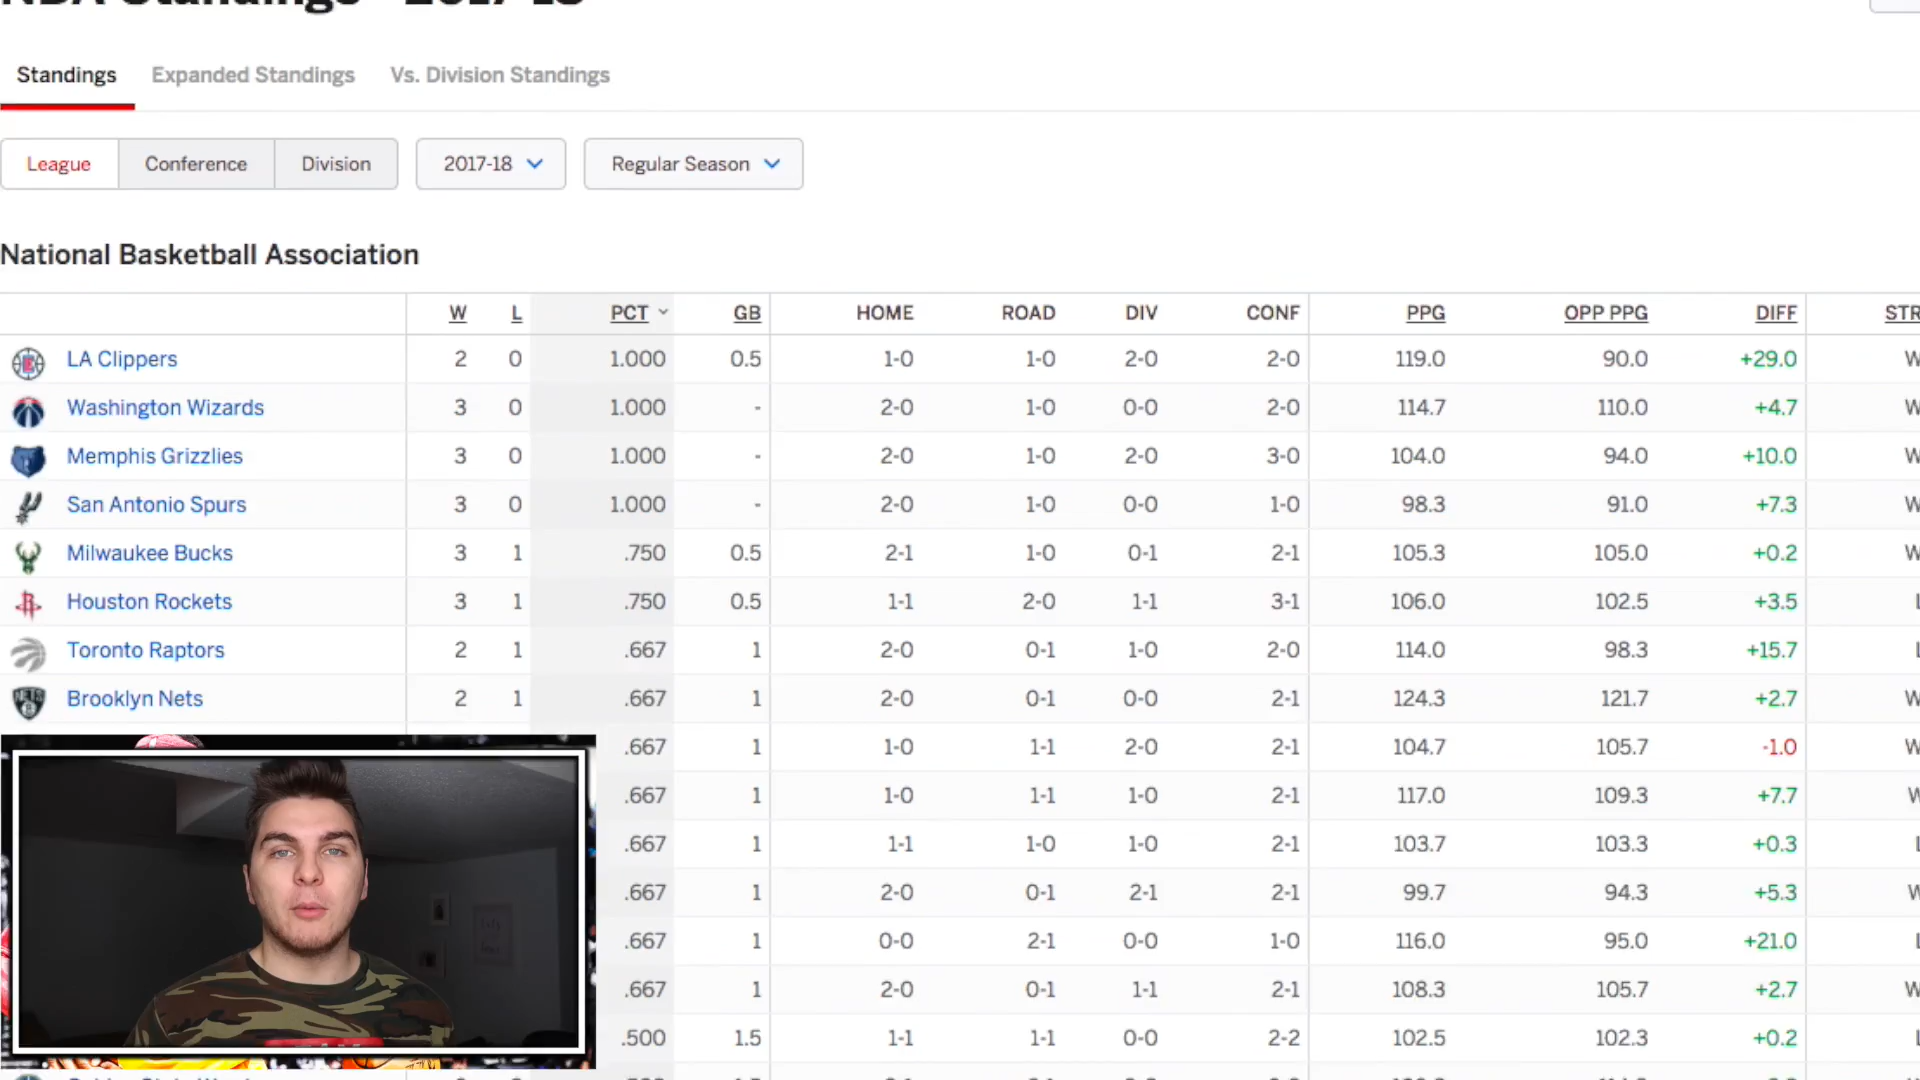 Standings Expanded Standings Vs. Division Standings
League Conference Division 2017-18 Regular Season
National Basketball Association
W L PCT GB HOME ROAD DIV CONF PPG OPP PPG DIFF
LA Clippers 2 0 1.000 0.5 1-0 1-0 2-0 2-0 119.0 90.0 +29.0
Washington Wizards 3 0 1.000 - 2-0 1-0 0-0 2-0 114.7 110.0 +4.7
Memphis Grizzlies 3 0 1.000 - 2-0 1-0 2-0 3-0 104.0 94.0 +10.0
San Antonio Spurs 3 0 1.000 - 2-0 1-0 0-0 1-0 98.3 91.0 +7.3
Milwaukee Bucks 3 1 .750 0.5 2-1 1-0 0-1 2-1 105.3 105.0 +0.2
Houston Rockets 3 1 .750 0.5 1-1 2-0 1-1 3-1 106.0 102.5 +3.5
Toronto Raptors 2 1 .667 1 2-0 0-1 1-0 2-0 114.0 98.3 +15.7
Brooklyn Nets 2 1 .667 1 2-0 0-1 0-0 2-1 124.3 121.7 +2.7
.667 1 1-0 1-1 2-0 2-1 104.7 105.7 -1.0
.667 1 1-0 1-1 1-0 2-1 117.0 109.3 +7.7
.667 1 1-1 1-0 1-0 2-1 103.7 103.3 +0.3
.667 1 2-0 0-1 2-1 2-1 99.7 94.3 +5.3
.667 1 0-0 2-1 0-0 1-0 116.0 95.0 +21.0
.667 1 2-0 0-1 1-1 2-1 108.3 105.7 +2.7
.500 1.5 1-1 1-1 0-0 2-2 102.5 102.3 +0.2